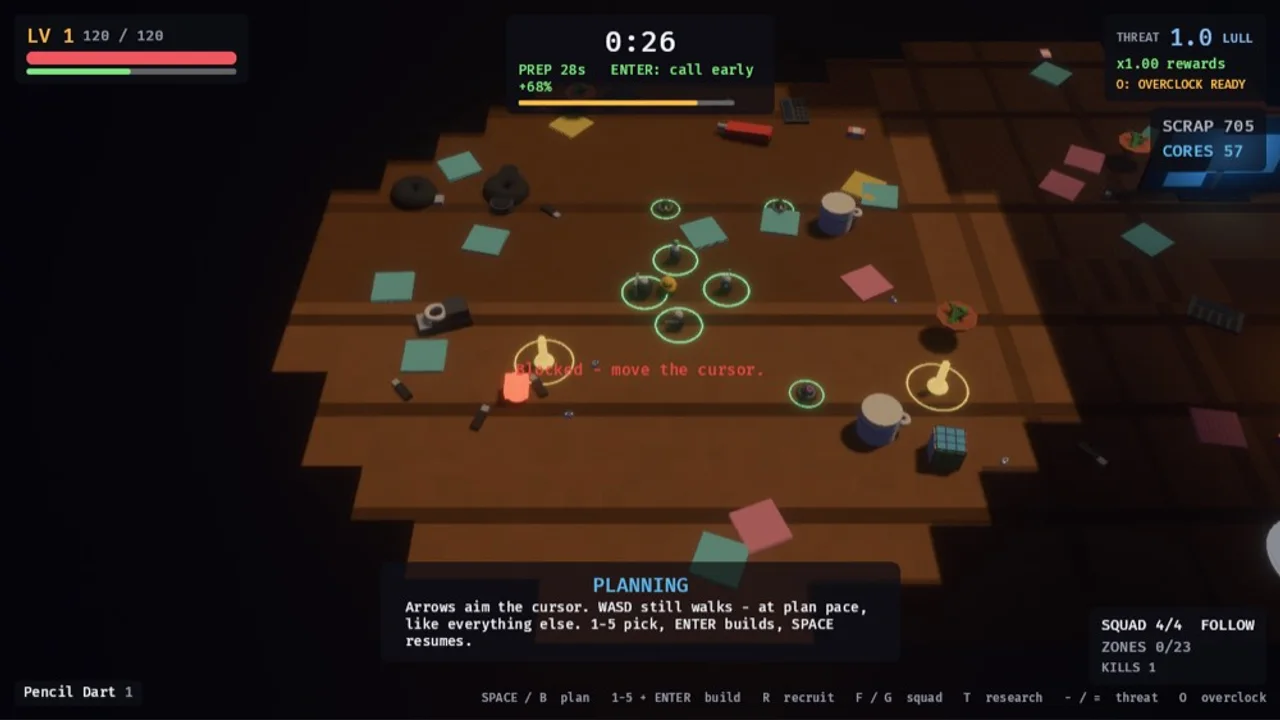 LV 1 120 / 120
0:26
PREP 28s ENTER: call early
+68%
THREAT 1.0 LULL
x1.00 rewards
O: OVERCLOCK READY
SCRAP 705
CORES 57
Blocked - move the cursor.
PLANNING
Arrows aim the cursor. WASD still walks - at plan pace,
like everything else. 1-5 pick, ENTER builds, SPACE
resumes.
SQUAD 4/4 FOLLOW
ZONES 0/23
KILLS 1
Pencil Dart 1
SPACE / B plan 1-5 + ENTER build R recruit F / G squad T research - / = threat O overclock